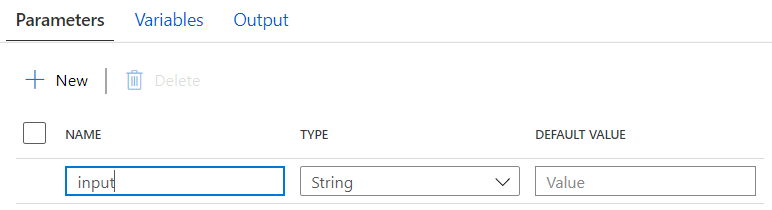 Parameters Variables Output
New Delete
NAME TYPE DEFAULT VALUE
input String Value